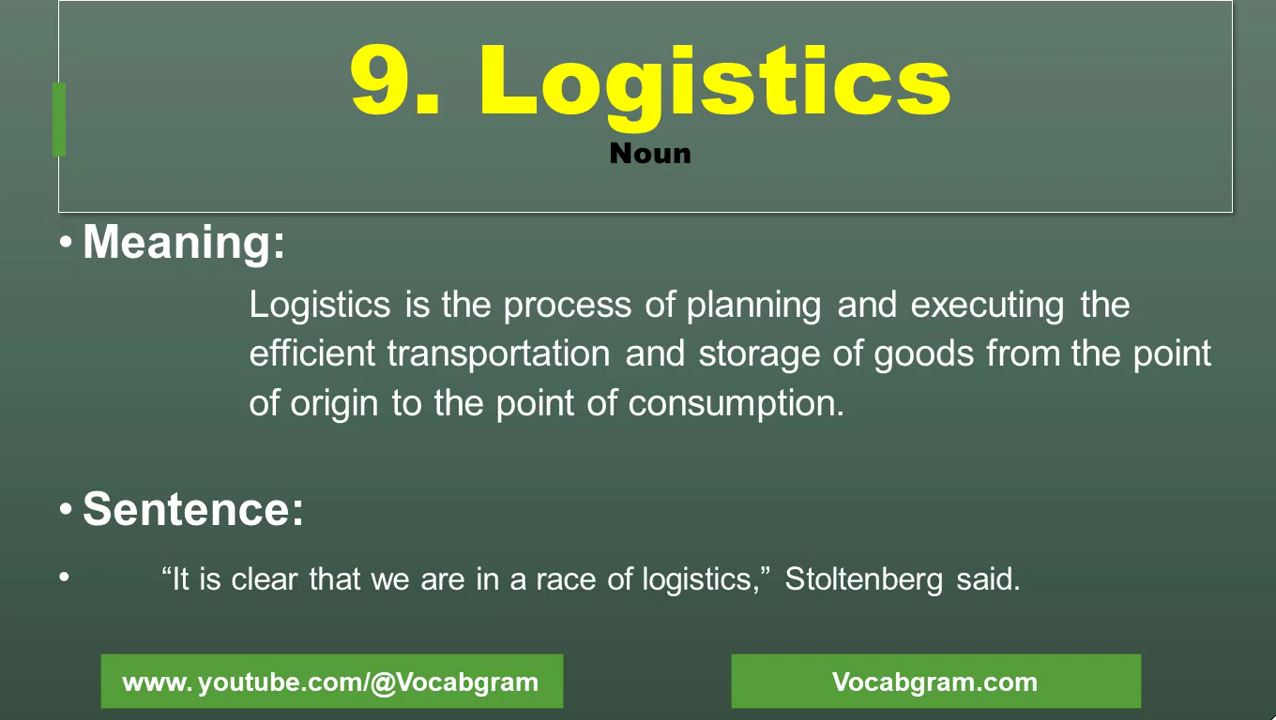 9. Logistics
Noun
• Meaning:
Logistics is the process of planning and executing the
efficient transportation and storage of goods from the point
of origin to the point of consumption.
• Sentence:
• “It is clear that we are in a race of logistics,” Stoltenberg said.
www. youtube.com/@Vocabgram
Vocabgram.com